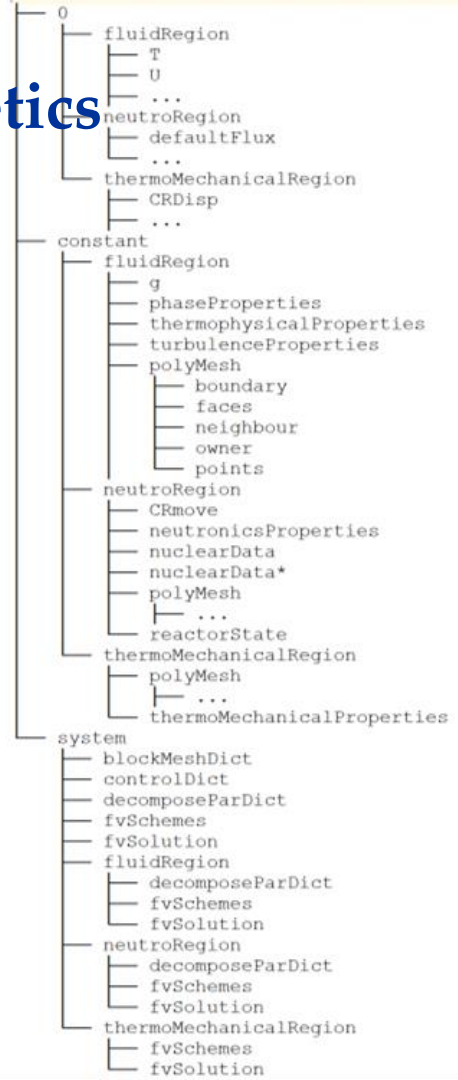 0
fluidRegion
T
U
...
etics
neutroRegion
defaultFlux
...
thermoMechanicalRegion
CRDisp
...
constant
fluidRegion
g
phaseProperties
thermophysicalProperties
turbulenceProperties
polyMesh
boundary
faces
neighbour
owner
points
neutroRegion
CRmove
neutronicsProperties
nuclearData
nuclearData*
polyMesh
...
reactorState
thermoMechanicalRegion
polyMesh
...
thermoMechanicalProperties
system
blockMeshDict
controlDict
decomposeParDict
fvSchemes
fvSolution
fluidRegion
decomposeParDict
fvSchemes
fvSolution
neutroRegion
decomposeParDict
fvSchemes
fvSolution
thermoMechanicalRegion
fvSchemes
fvSolution